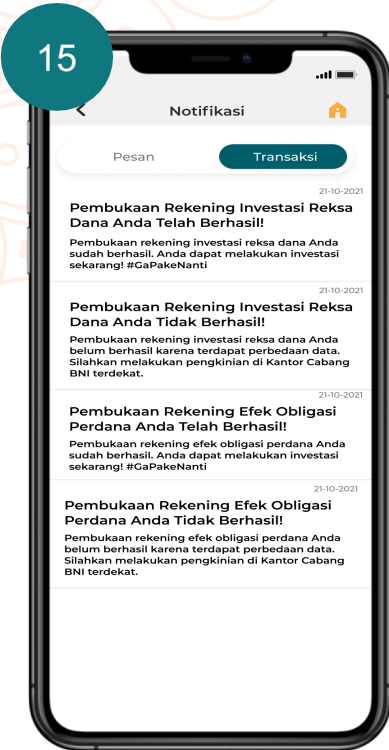 15
Notifikasi
Pesan
Transaksi
21-10-2021
Pembukaan Rekening Investasi Reksa
Dana Anda Telah Berhasil!
Pembukaan rekening investasi reksa dana Anda
sudah berhasil. Anda dapat melakukan investasi
sekarang! #GaPakeNanti
21-10-2021
Pembukaan Rekening Investasi Reksa
Dana Anda Tidak Berhasil!
Pembukaan rekening investasi reksa dana Anda
belum berhasil karena terdapat perbedaan data.
Silahkan melakukan pengkinian di Kantor Cabang
BNI terdekat.
21-10-2021
Pembukaan Rekening Efek Obligasi
Perdana Anda Telah Berhasil!
Pembukaan rekening efek obligasi perdana Anda
sudah berhasil. Anda dapat melakukan investasi
sekarang! #GaPakeNanti
21-10-2021
Pembukaan Rekening Efek Obligasi
Perdana Anda Tidak Berhasil!
Pembukaan rekening efek obligasi perdana Anda
belum berhasil karena terdapat perbedaan data.
Silahkan melakukan pengkinian di Kantor Cabang
BNI terdekat.